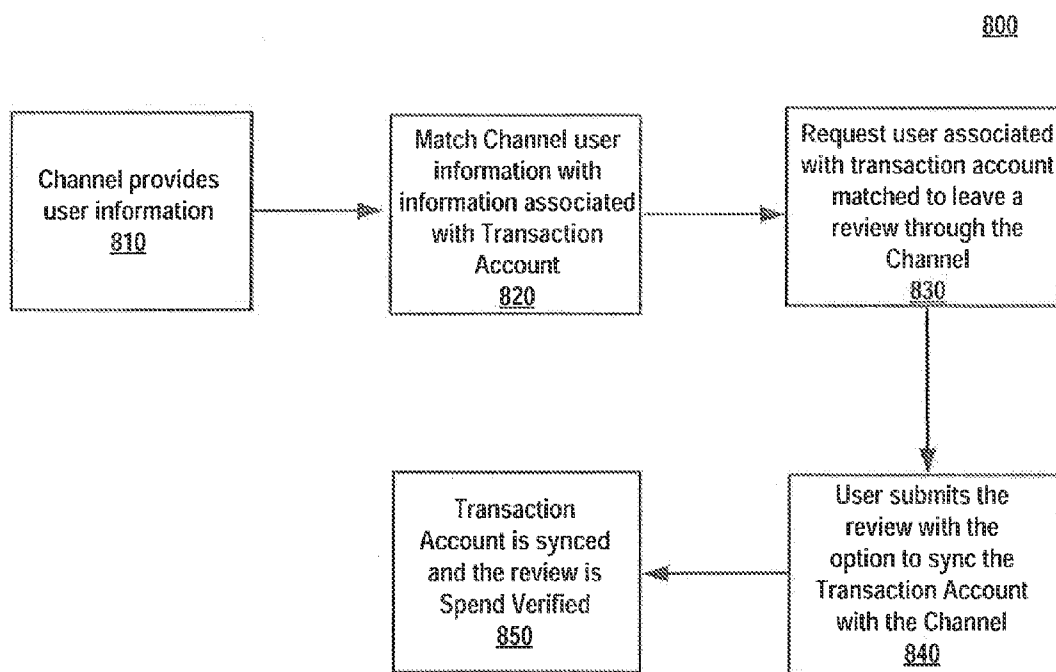 800
Channel provides
user information
810
Match Channel user
information with
information associated
with Transaction
Account
820
Request user associated
with transaction account
matched to leave a
review through the
Channel
830
User submits the
review with the
option to sync the
Transaction Account
with the Channel
840
Transaction
Account is synced
and the review is
Spend Verified
850